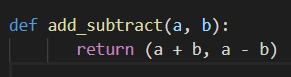 def add_subtract(a, b):
    return (a + b, a - b)